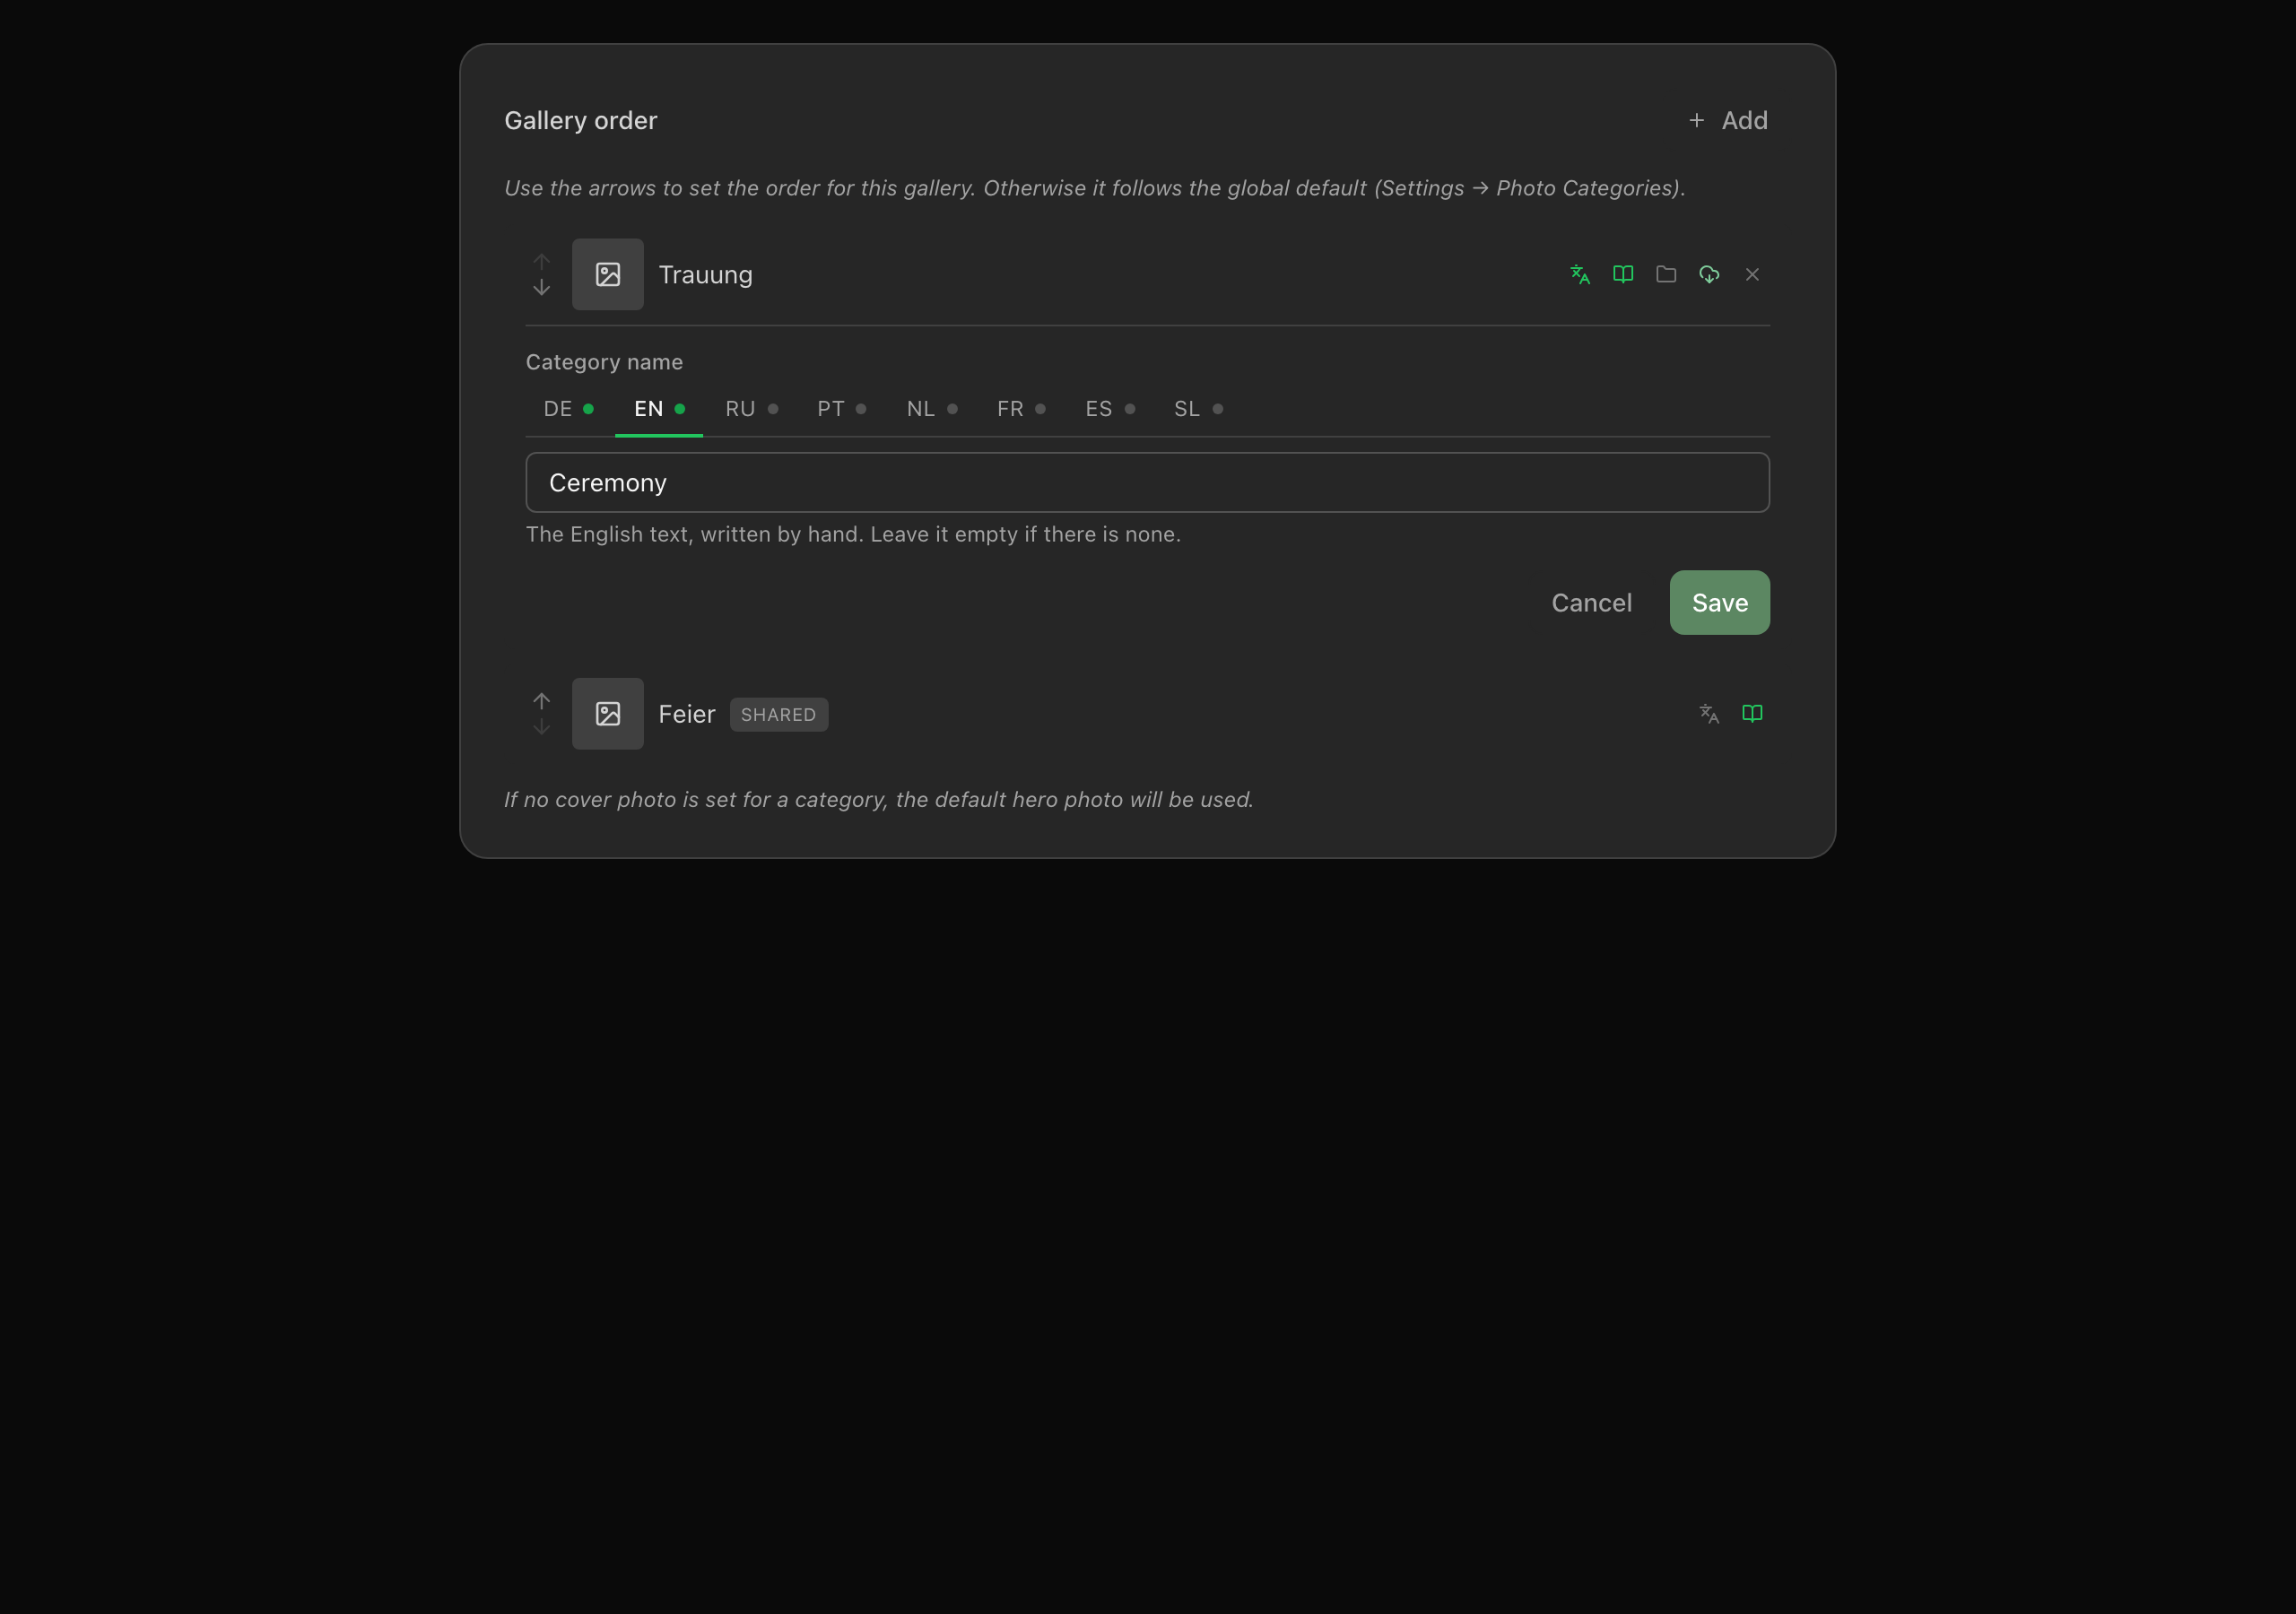 Gallery order
Add
Use the arrows to set the order for this gallery. Otherwise it follows the global default (Settings → Photo Categories).
Trauung
Category name
DE EN RU PT NL FR ES SL
Ceremony
The English text, written by hand. Leave it empty if there is none.
Cancel Save
Feier SHARED
If no cover photo is set for a category, the default hero photo will be used.